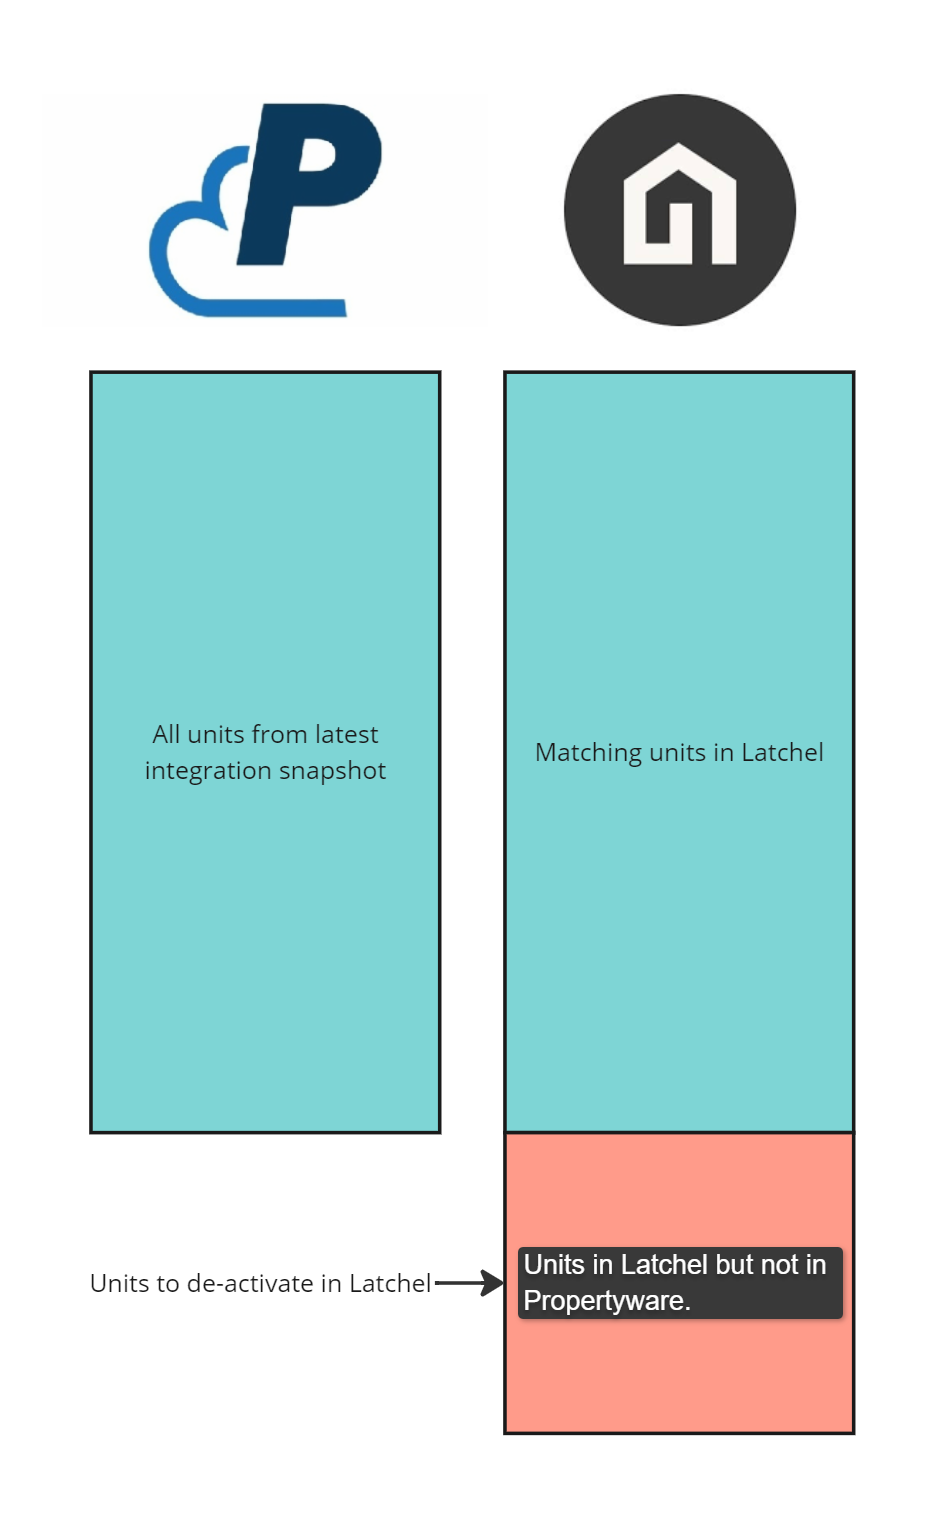 P
All units from latest
integration snapshot
Matching units in Latchel
Units to de-activate in Latchel
Units in Latchel but not in
Propertyware.